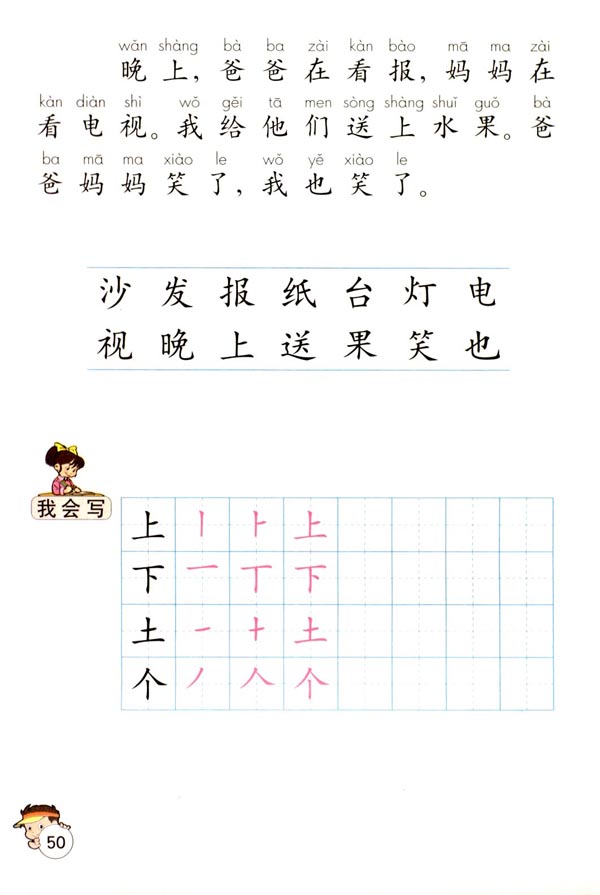 wǎn shàng bà ba zài kàn bào mā ma zài
晚上，爸爸在看报，妈妈在
kàn diàn shì wǒ gěi tā men sòng shàng shuǐ guǒ bà
看电视。我给他们送上水果。爸
ba mā ma xiào le wǒ yě xiào le
爸妈妈笑了，我也笑了。
沙发报纸台灯电
视晚上送果笑也
我会写
上 丨 卜 上
下 一 丅 下
土 一 十 土
个 丿 人 个
50